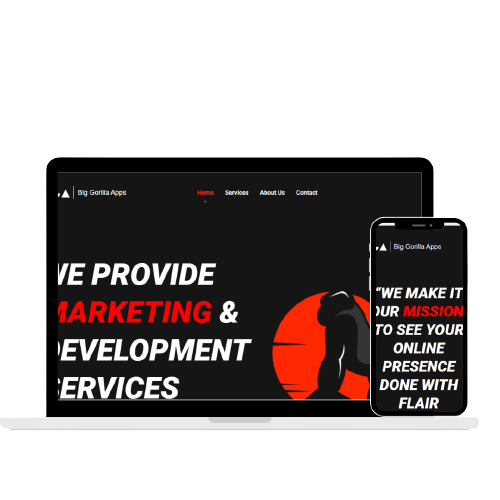 Big Gorilla Apps
Home Services About Us Contact
WE PROVIDE
MARKETING &
DEVELOPMENT
SERVICES
Big Gorilla Apps
"WE MAKE IT
OUR MISSION
TO SEE YOUR
ONLINE
PRESENCE
DONE WITH
FLAIR